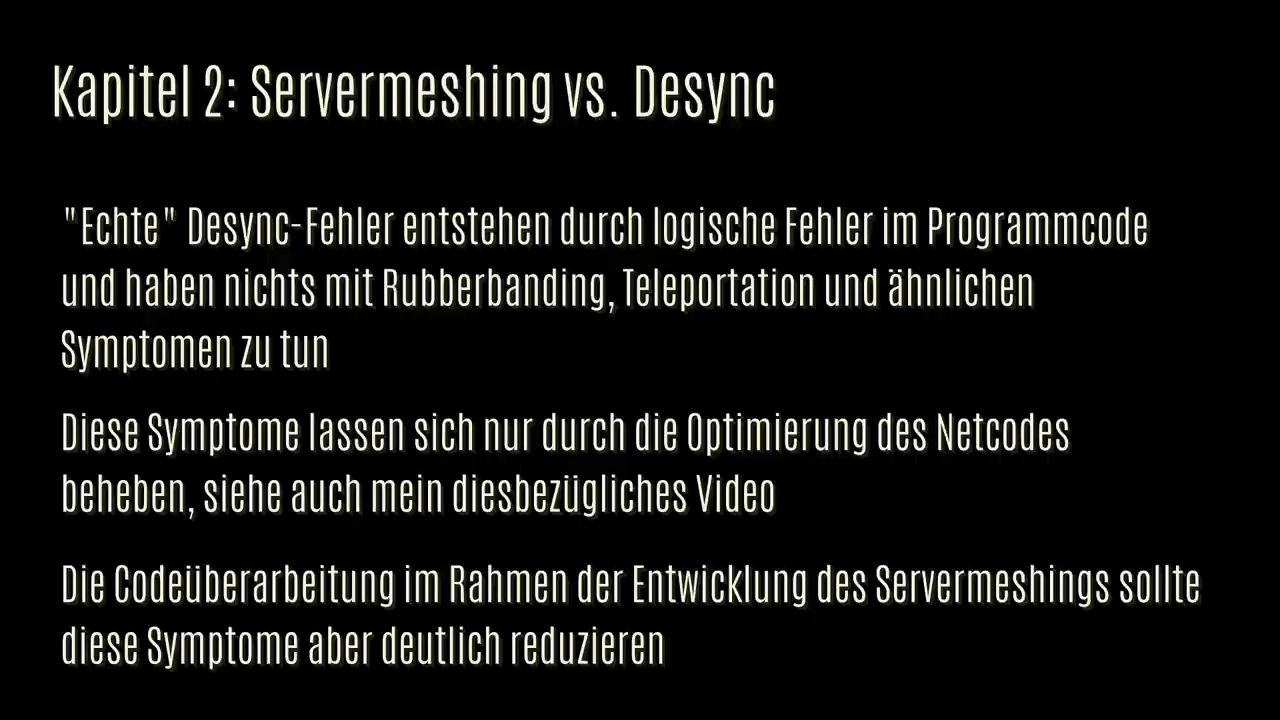 Kapitel 2: Servermeshing vs. Desync
"Echte" Desync-Fehler entstehen durch logische Fehler im Programmcode
und haben nichts mit Rubberbanding, Teleportation und ähnlichen
Symptomen zu tun
Diese Symptome lassen sich nur durch die Optimierung des Netcodes
beheben, siehe auch mein diesbezügliches Video
Die Codeüberarbeitung im Rahmen der Entwicklung des Servermeshings sollte
diese Symptome aber deutlich reduzieren